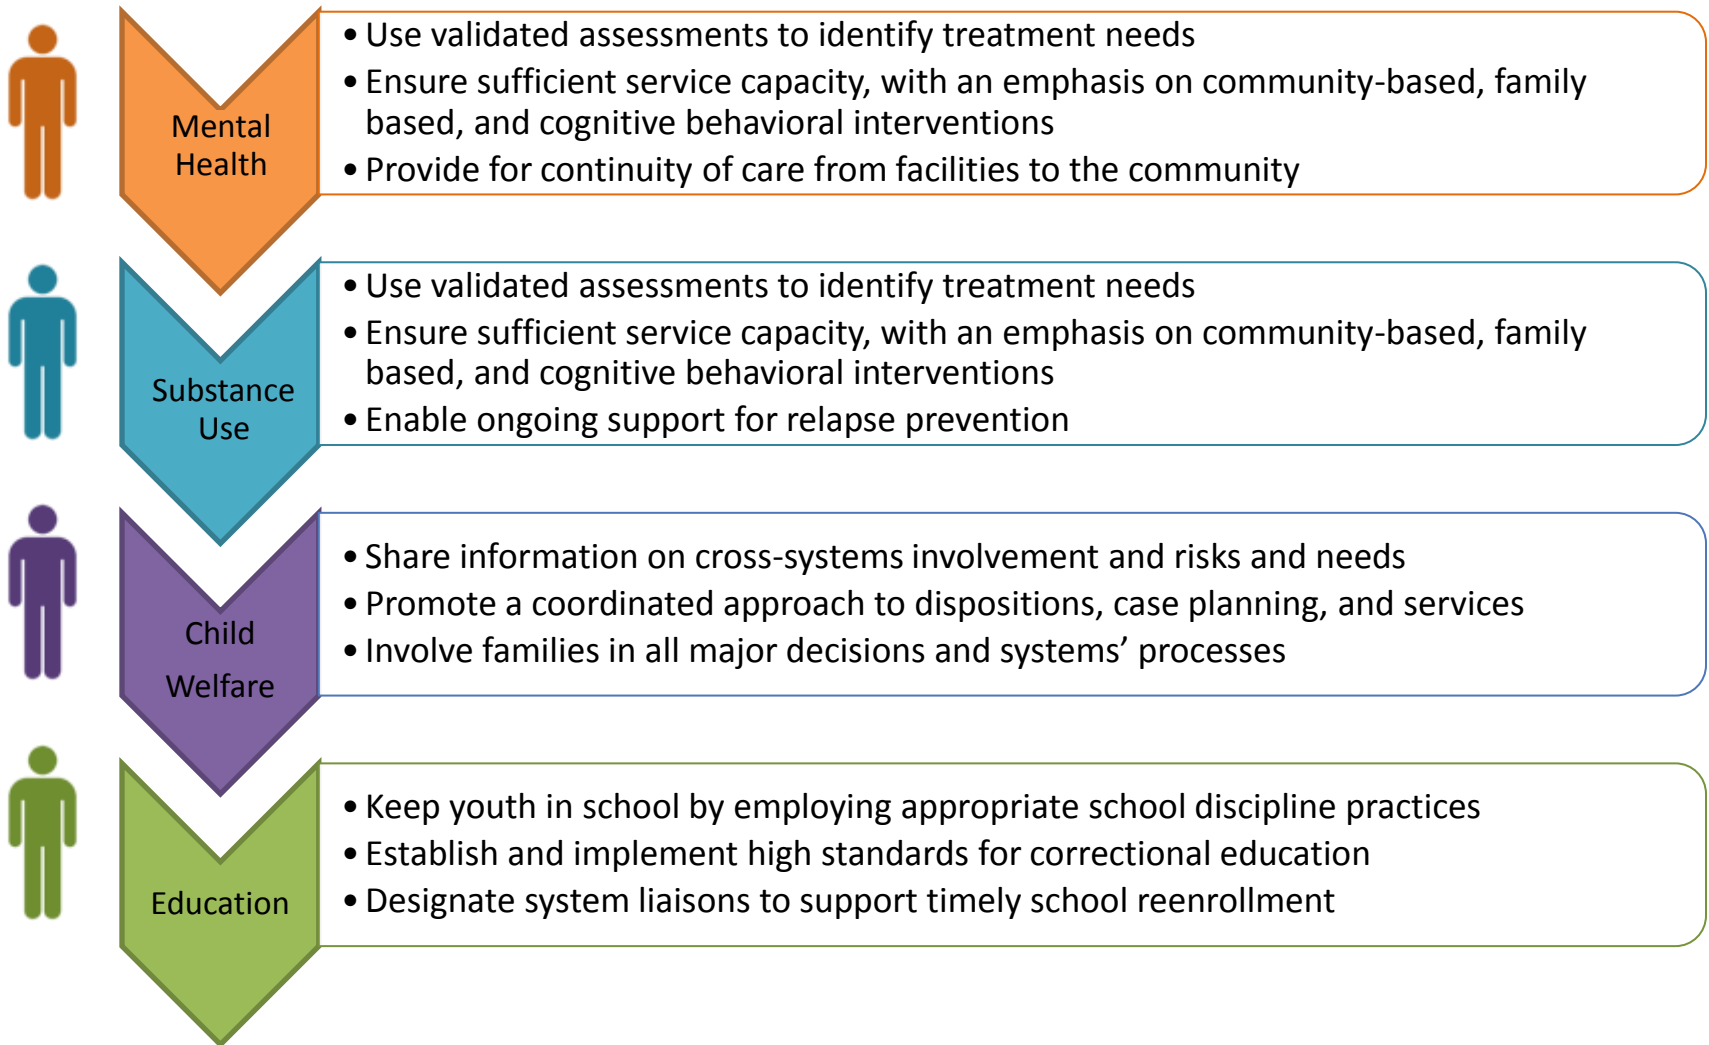 Mental
Health
• Use validated assessments to identify treatment needs
• Ensure sufficient service capacity, with an emphasis on community-based, family
based, and cognitive behavioral interventions
• Provide for continuity of care from facilities to the community
Substance
Use
• Use validated assessments to identify treatment needs
• Ensure sufficient service capacity, with an emphasis on community-based, family
based, and cognitive behavioral interventions
• Enable ongoing support for relapse prevention
Child
Welfare
• Share information on cross-systems involvement and risks and needs
• Promote a coordinated approach to dispositions, case planning, and services
• Involve families in all major decisions and systems’ processes
Education
• Keep youth in school by employing appropriate school discipline practices
• Establish and implement high standards for correctional education
• Designate system liaisons to support timely school reenrollment